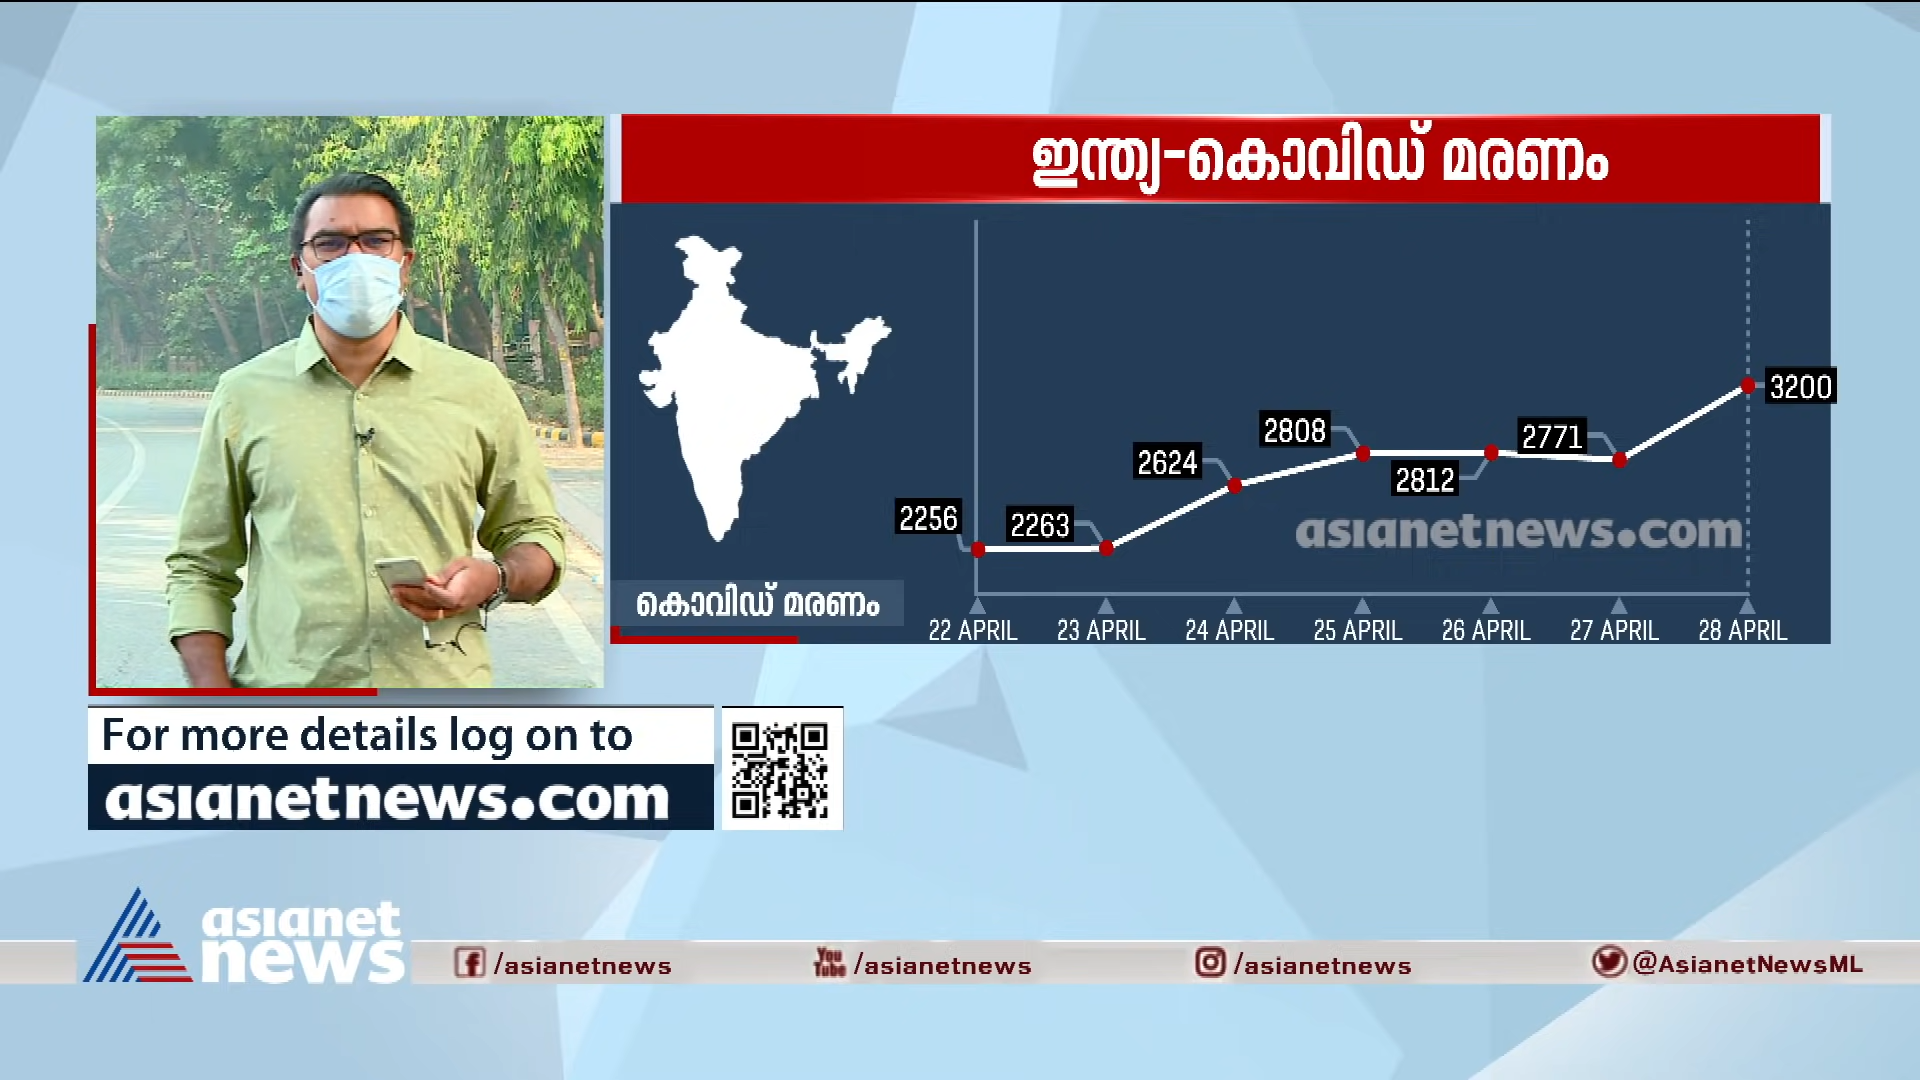 ഇന്ത്യ-കൊവിഡ് മരണം
3200
2808
2771
2624
2812
2256
2263
asianetnews.com
കൊവിഡ് മരണം
22 APRIL
23 APRIL
24 APRIL
25 APRIL
26 APRIL
27 APRIL
28 APRIL
For more details log on to
asianetnews.com
asianet
news
/asianetnews
You
Tube
/asianetnews
/asianetnews
@AsianetNewsML